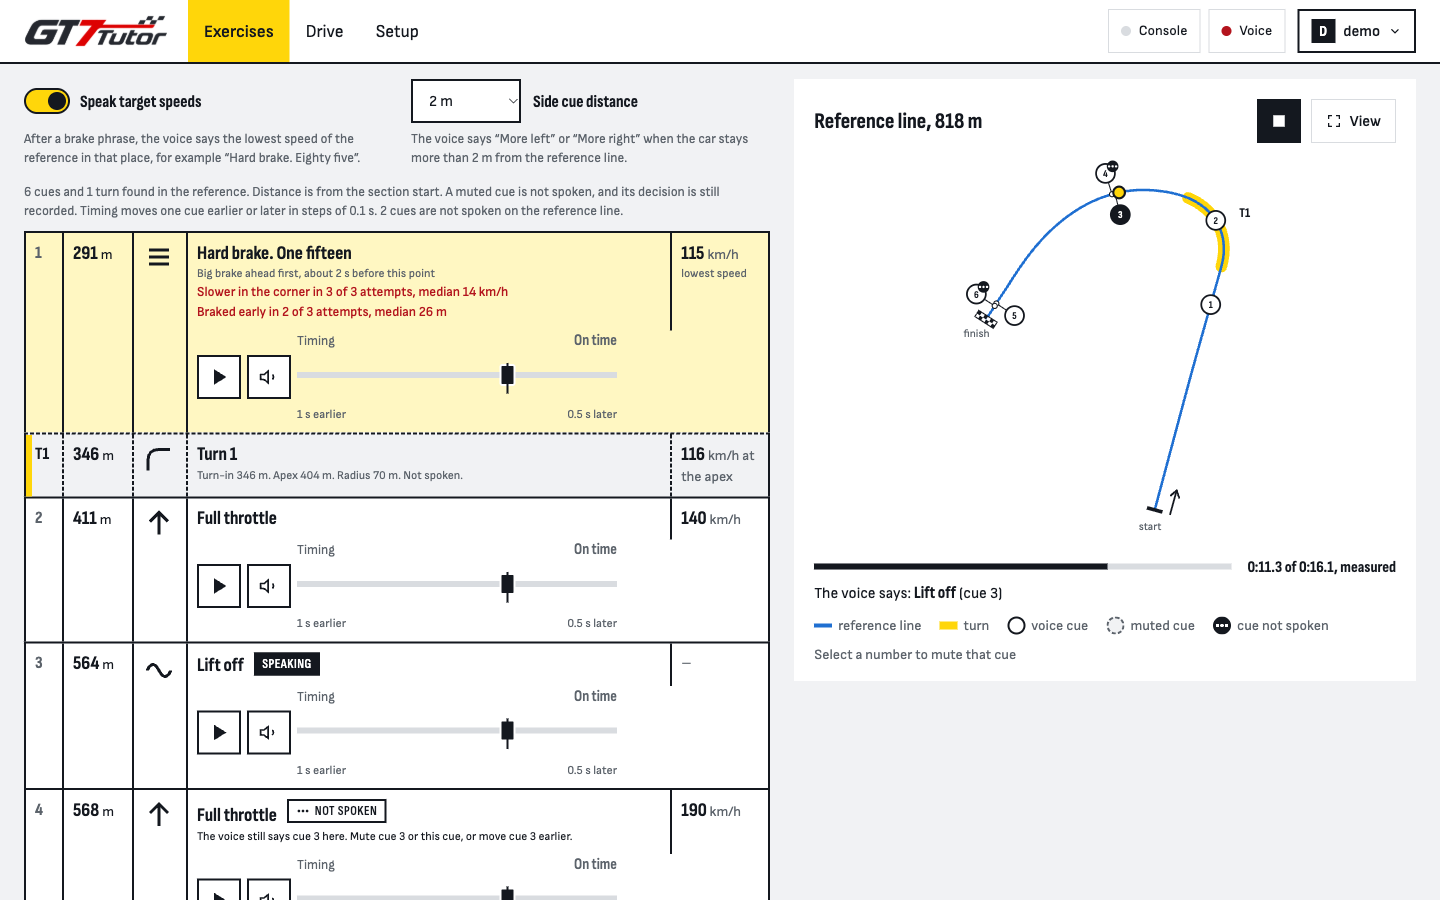 GT7 Tutor
Exercises
Drive
Setup
Console
Voice
D
demo
Speak target speeds
After a brake phrase, the voice says the lowest speed of the
reference in that place, for example “Hard brake. Eighty five”.
2 m
Side cue distance
The voice says “More left” or “More right” when the car stays
more than 2 m from the reference line.
6 cues and 1 turn found in the reference. Distance is from the section start. A muted cue is not spoken, and its decision is still
recorded. Timing moves one cue earlier or later in steps of 0.1 s. 2 cues are not spoken on the reference line.
1
291 m
Hard brake. One fifteen
Big brake ahead first, about 2 s before this point
Slower in the corner in 3 of 3 attempts, median 14 km/h
Braked early in 2 of 3 attempts, median 26 m
115 km/h
lowest speed
Timing
On time
1 s earlier
0.5 s later
T1
346 m
Turn 1
Turn-in 346 m. Apex 404 m. Radius 70 m. Not spoken.
116 km/h at
the apex
2
411 m
Full throttle
140 km/h
Timing
On time
1 s earlier
0.5 s later
3
564 m
Lift off
SPEAKING
–
Timing
On time
1 s earlier
0.5 s later
4
568 m
Full throttle
NOT SPOKEN
The voice still says cue 3 here. Mute cue 3 or this cue, or move cue 3 earlier.
190 km/h
Timing
On time
Reference line, 818 m
View
4
3
2
T1
6
5
1
finish
start
0:11.3 of 0:16.1, measured
The voice says: Lift off (cue 3)
reference line
turn
voice cue
muted cue
cue not spoken
Select a number to mute that cue